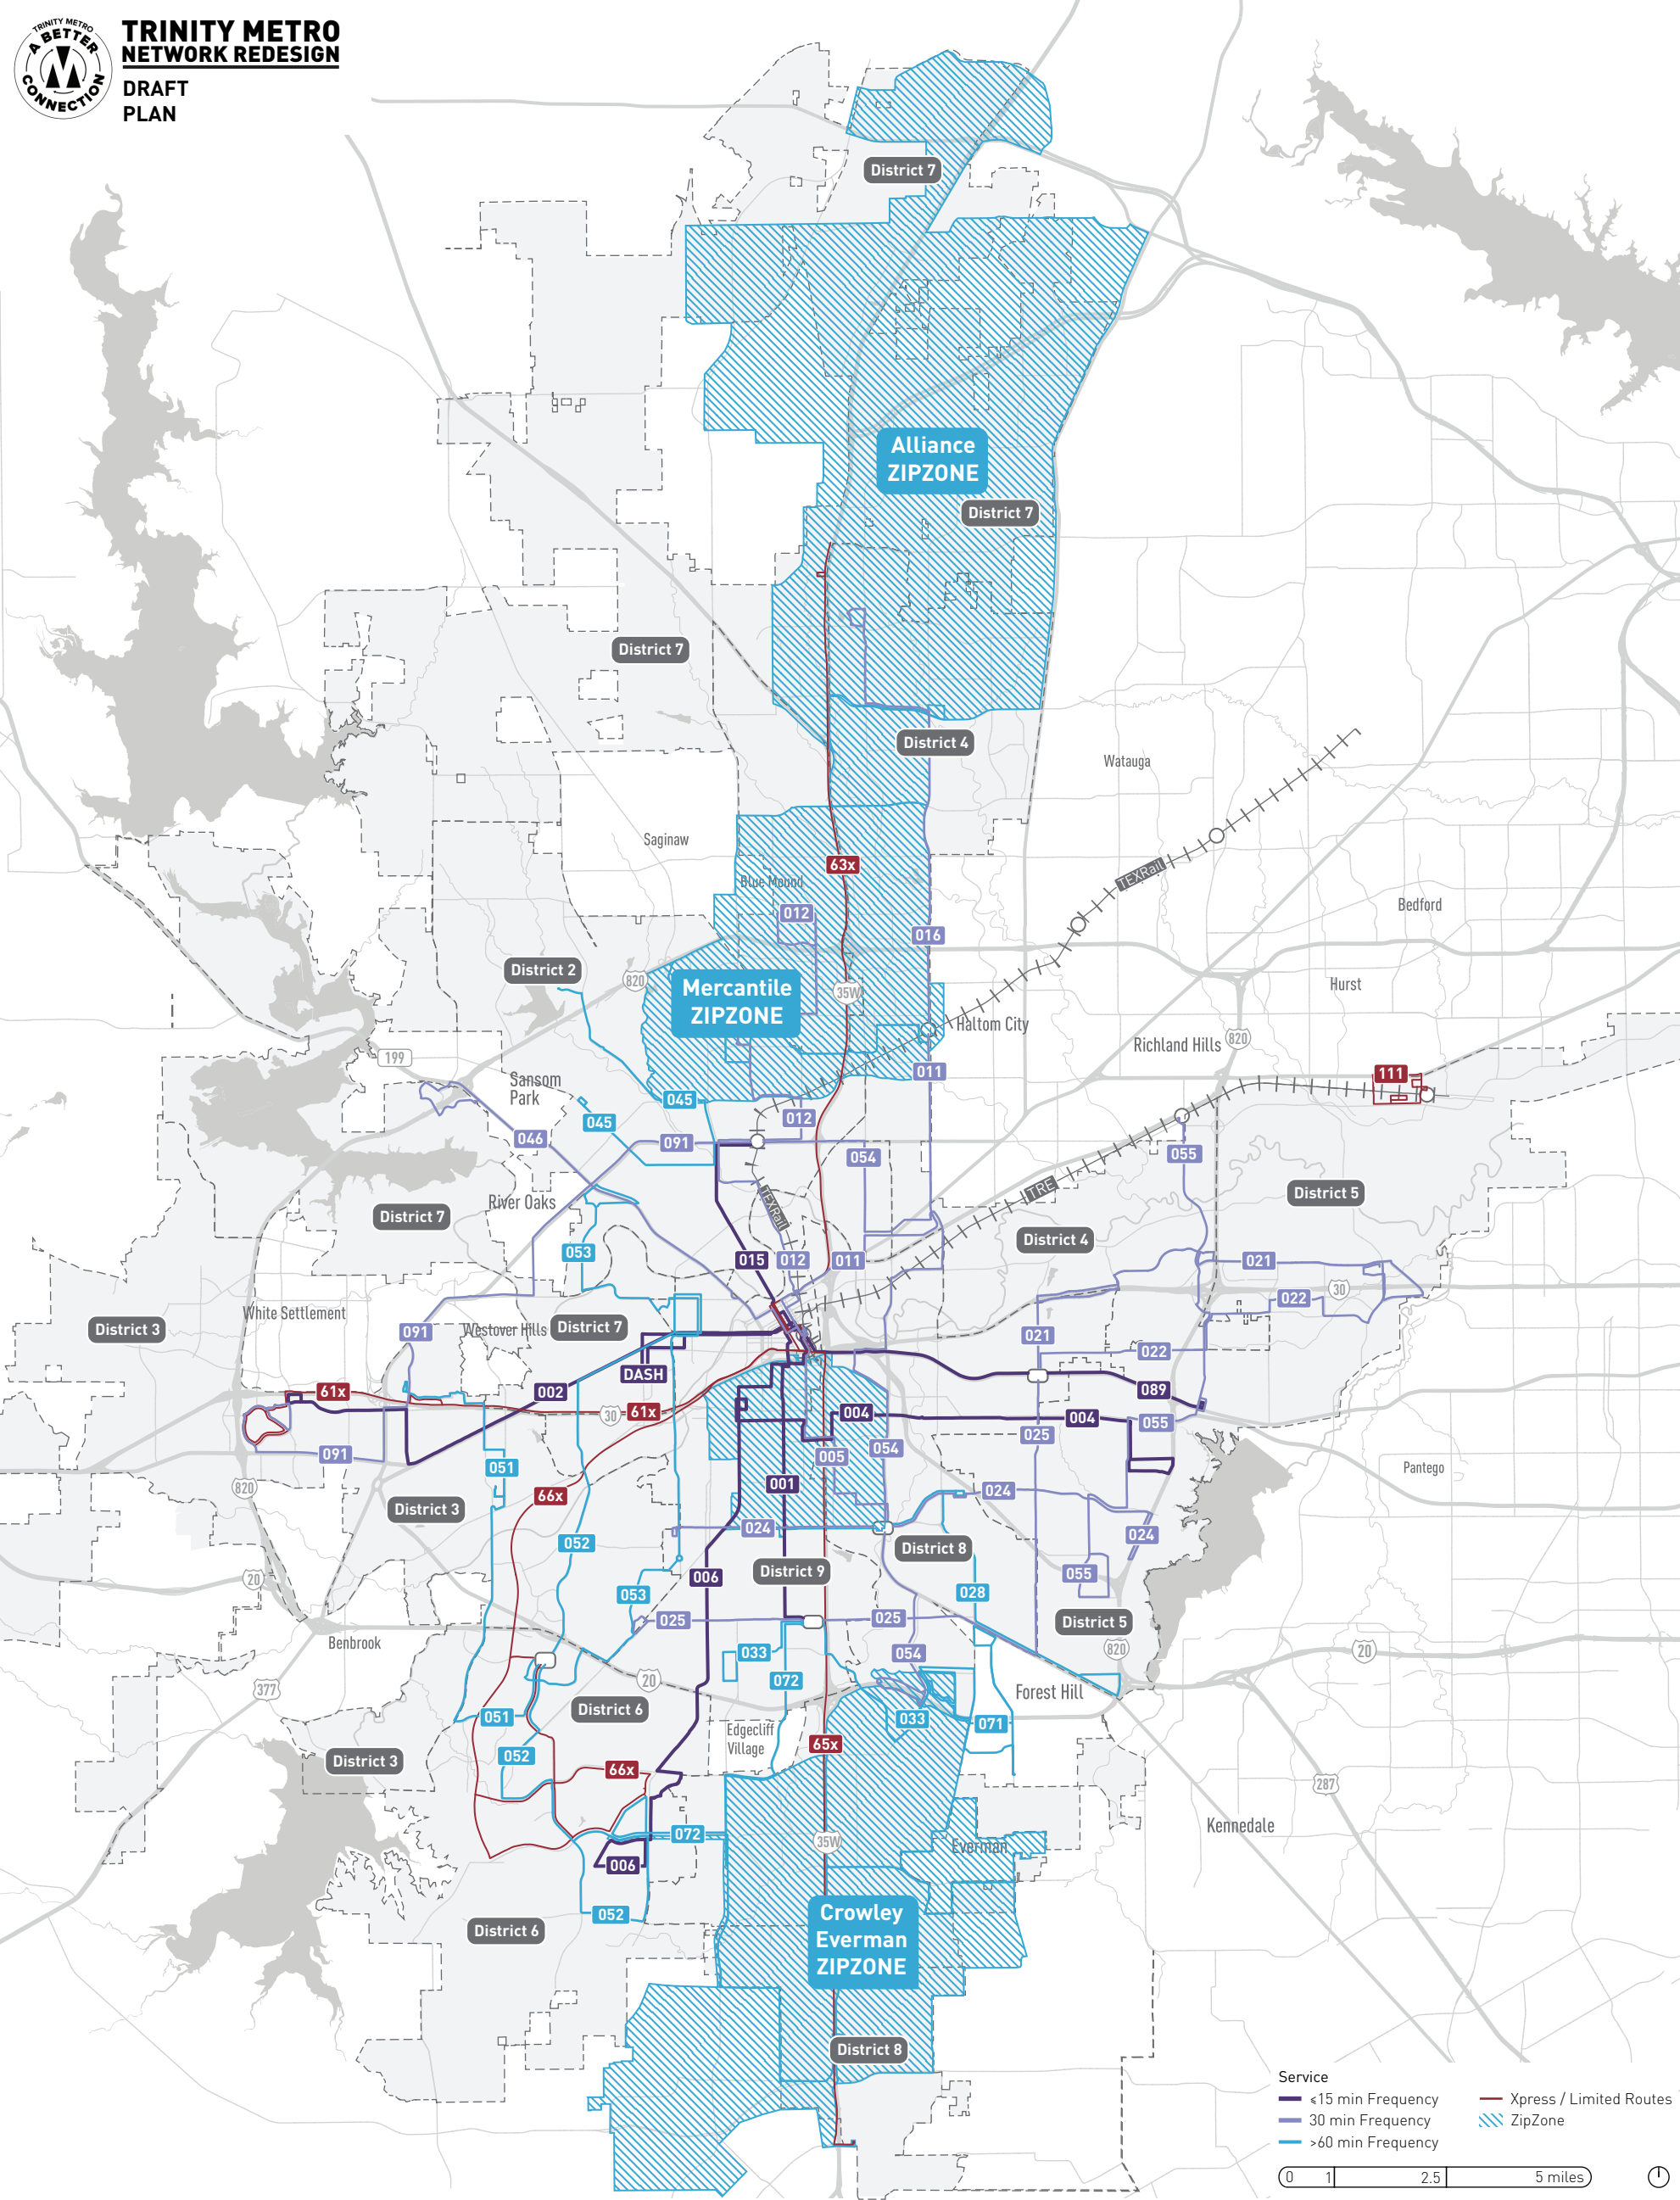 TRINITY METRO
A BETTER
CONNECTION
TRINITY METRO
NETWORK REDESIGN
DRAFT
PLAN
District 7
Alliance
ZIPZONE
District 7
District 7
District 4
Watauga
Saginaw
63x
Blue Mound
TEXRail
012
Bedford
016
District 2
820
Mercantile
ZIPZONE
35W
Hurst
Haltom City
Richland Hills
820
199
Sansom
Park
011
111
045
045
012
046
091
054
055
TRE
River Oaks
TEXRail
District 5
District 7
District 4
053
015
012
011
021
022
30
White Settlement
District 3
Westover Hills
District 7
091
021
022
DASH
61x
002
089
30
61x
004
004
055
091
005
054
025
051
001
Pantego
820
66x
024
District 3
024
024
052
District 8
District 9
20
006
055
053
028
025
025
District 5
Benbrook
033
054
820
20
072
20
377
Forest Hill
District 6
051
033
071
Edgecliff
Village
65x
052
District 3
66x
287
Kennedale
072
35W
Everman
006
052
Crowley
Everman
ZIPZONE
District 6
District 8
Service
≤15 min Frequency
30 min Frequency
>60 min Frequency
Xpress / Limited Routes
ZipZone
0 1 2.5 5 miles